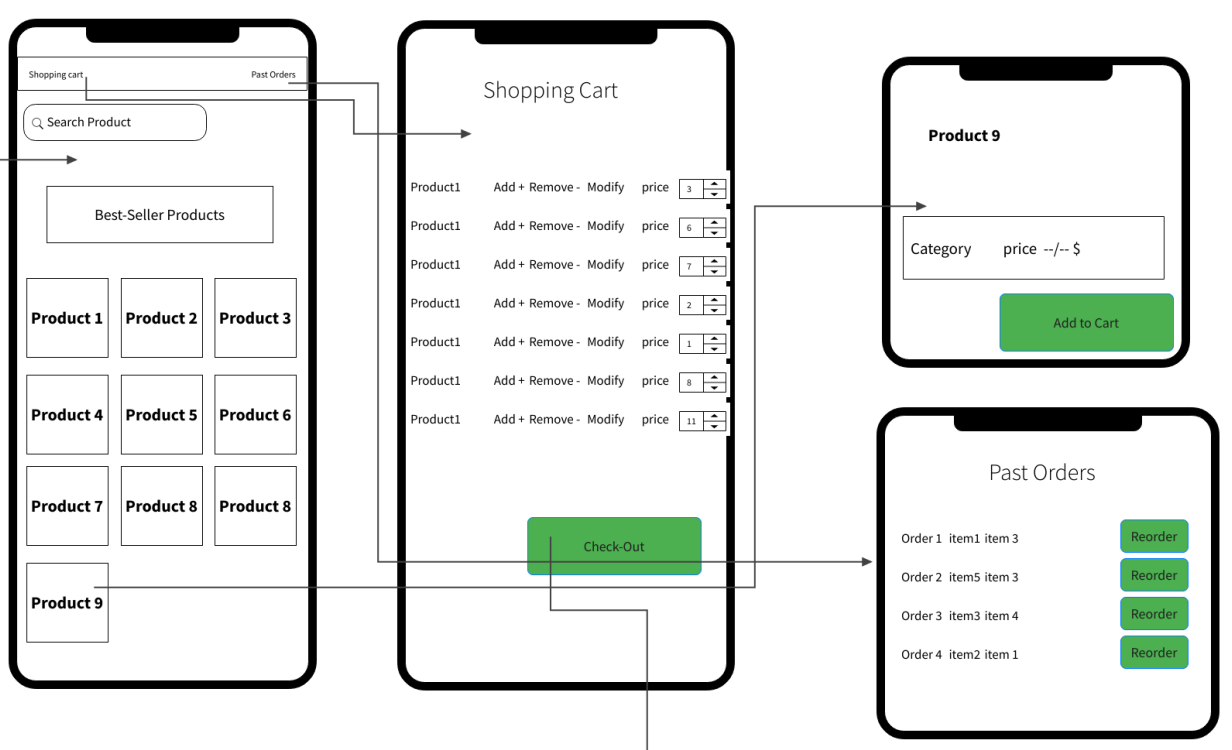 Shopping cart
Past Orders
Search Product
Best-Seller Products
Product 1
Product 2
Product 3
Product 4
Product 5
Product 6
Product 7
Product 8
Product 8
Product 9
Shopping Cart
Product1 Add + Remove - Modify price 3
Product1 Add + Remove - Modify price 6
Product1 Add + Remove - Modify price 7
Product1 Add + Remove - Modify price 2
Product1 Add + Remove - Modify price 1
Product1 Add + Remove - Modify price 8
Product1 Add + Remove - Modify price 11
Check-Out
Product 9
Category price --/-- $
Add to Cart
Past Orders
Order 1 item1 item 3 Reorder
Order 2 item5 item 3 Reorder
Order 3 item3 item 4 Reorder
Order 4 item2 item 1 Reorder